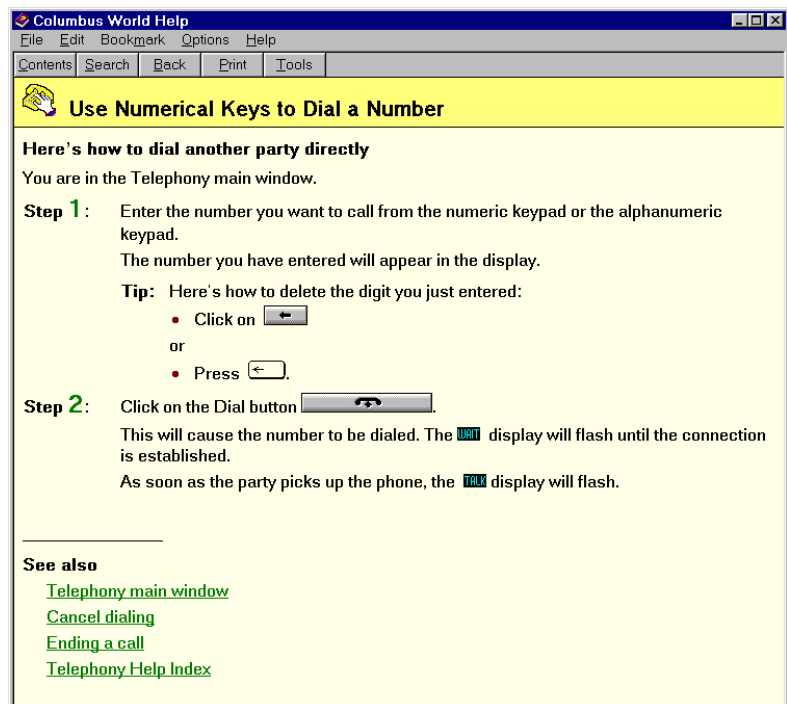 Columbus World Help
File Edit Bookmark Options Help
Contents Search Back Print Tools
Use Numerical Keys to Dial a Number
Here's how to dial another party directly
You are in the Telephony main window.
Step 1: Enter the number you want to call from the numeric keypad or the alphanumeric
keypad.
The number you have entered will appear in the display.
Tip: Here's how to delete the digit you just entered:
• Click on
or
• Press .
Step 2: Click on the Dial button .
This will cause the number to be dialed. The WAIT display will flash until the connection
is established.
As soon as the party picks up the phone, the TALK display will flash.
See also
Telephony main window
Cancel dialing
Ending a call
Telephony Help Index